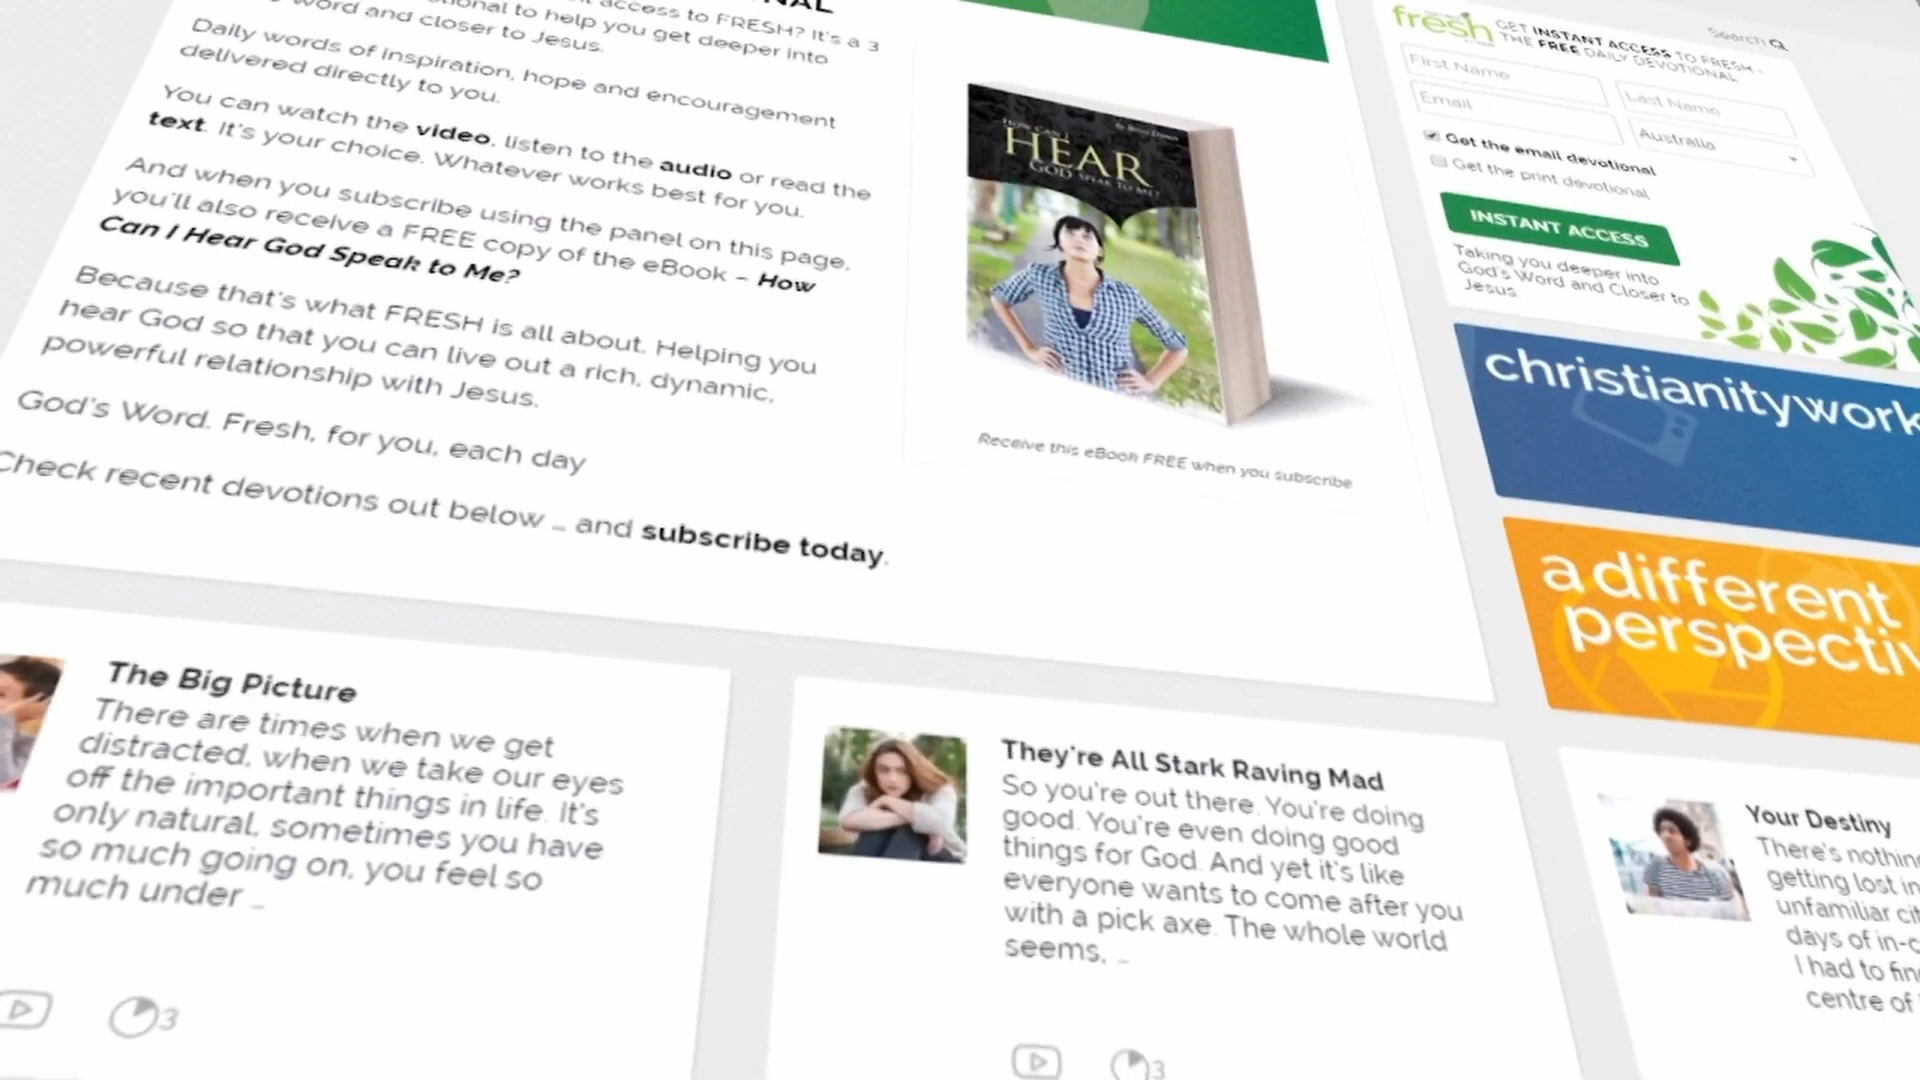 access to FRESH? It's a 3
to help you get deeper into
word and closer to Jesus.
Daily words of inspiration, hope and encouragement
delivered directly to you.
You can watch the video, listen to the audio or read the
text. It's your choice. Whatever works best for you.
And when you subscribe using the panel on this page,
you'll also receive a FREE copy of the eBook – How
Can I Hear God Speak to Me?
Because that's what FRESH is all about. Helping you
hear God so that you can live out a rich, dynamic,
powerful relationship with Jesus.
God's Word. Fresh, for you, each day
Check recent devotions out below … and subscribe today.
HOW CAN I
HEAR
GOD SPEAK TO ME?
Receive this eBook FREE when you subscribe
fresh
GET INSTANT ACCESS TO FRESH -
THE FREE DAILY DEVOTIONAL
Search
First Name
Last Name
Email
Australia
Get the email devotional
Get the print devotional
INSTANT ACCESS
Taking you deeper into
God's Word and Closer to
Jesus.
christianitywork
a different
perspectiv
The Big Picture
There are times when we get
distracted, when we take our eyes
off the important things in life. It's
only natural, sometimes you have
so much going on, you feel so
much under …
3
They're All Stark Raving Mad
So you're out there. You're doing
good. You're even doing good
things for God. And yet it's like
everyone wants to come after you
with a pick axe. The whole world
seems, …
3
Your Destiny
There's nothing
getting lost in
unfamiliar cit
days of in-c
I had to fin
centre of